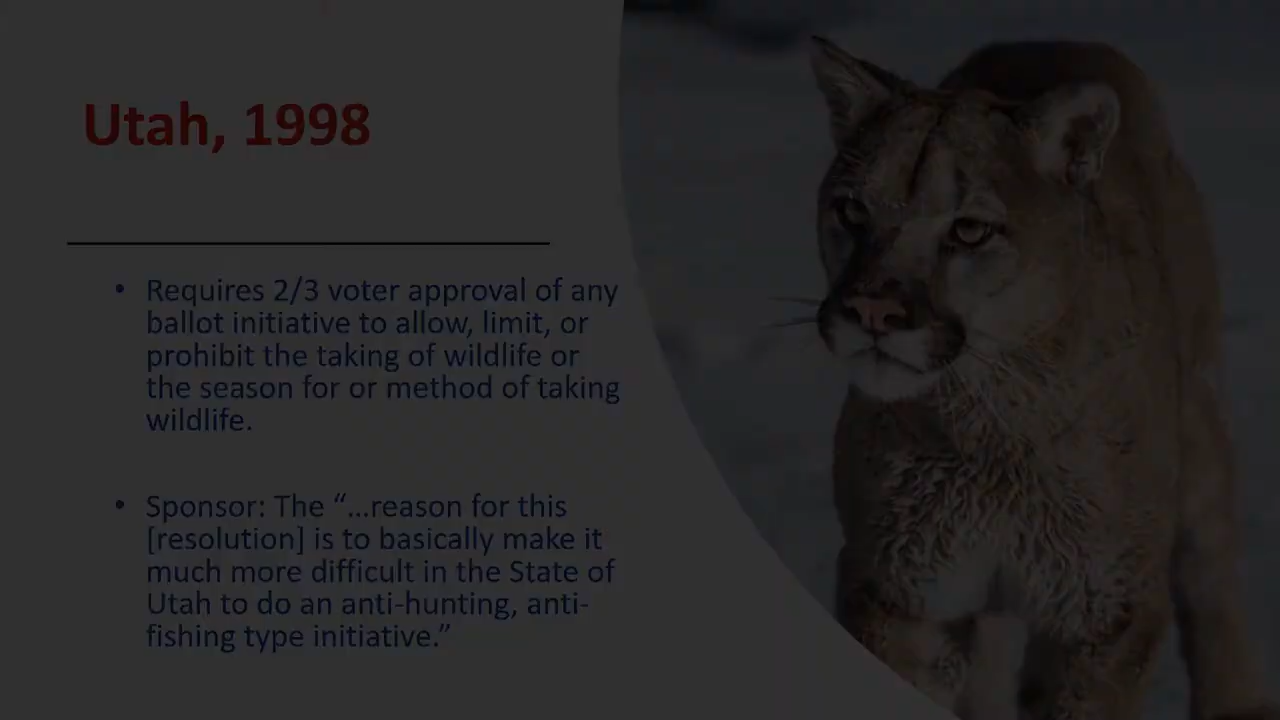 Utah, 1998
• Requires 2/3 voter approval of any
ballot initiative to allow, limit, or
prohibit the taking of wildlife or
the season for or method of taking
wildlife.
• Sponsor: The “…reason for this
[resolution] is to basically make it
much more difficult in the State of
Utah to do an anti-hunting, anti-
fishing type initiative.”